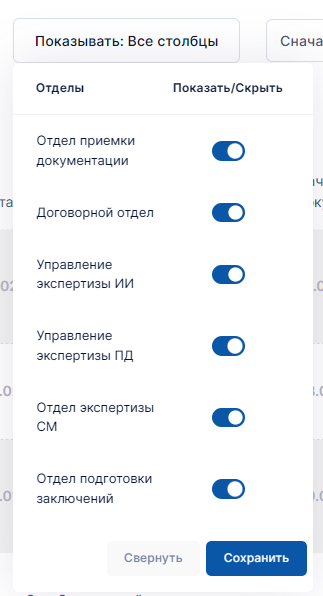 Показывать: Все столбцы
Снача
Отделы
Показать/Скрыть
Отдел приемки
документации
Договорной отдел
Управление
экспертизы ИИ
Управление
экспертизы ПД
Отдел экспертизы
СМ
Отдел подготовки
заключений
Свернуть
Сохранить